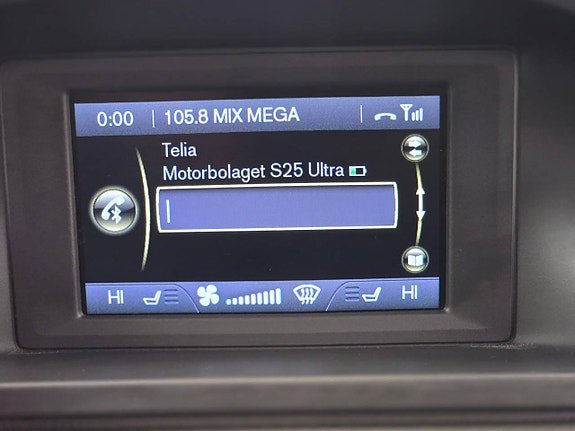 0:00 105.8 MIX MEGA
Telia
Motorbolaget S25 Ultra
HI HI